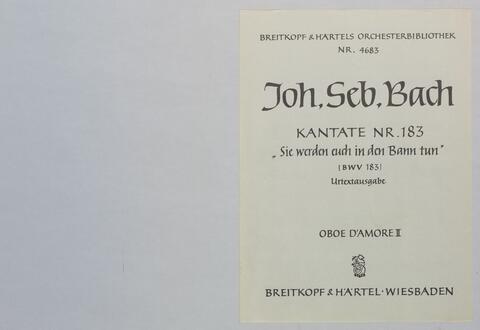 BREITKOPF & HÄRTELS ORCHESTERBIBLIOTHEK
NR. 4683
Joh. Seb. Bach
KANTATE NR. 183
„Sie werden euch in den Bann tun"
(BWV 183)
Urtextausgabe
OBOE D'AMORE II
BREITKOPF & HÄRTEL · WIESBADEN